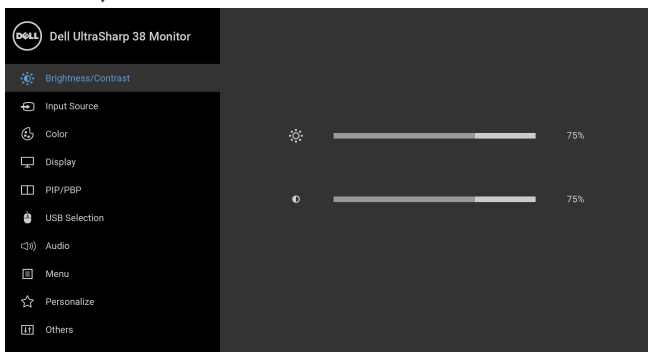 DELL Dell UltraSharp 38 Monitor
Brightness/Contrast
Input Source
Color
75%
Display
PIP/PBP
75%
USB Selection
Audio
Menu
Personalize
Others